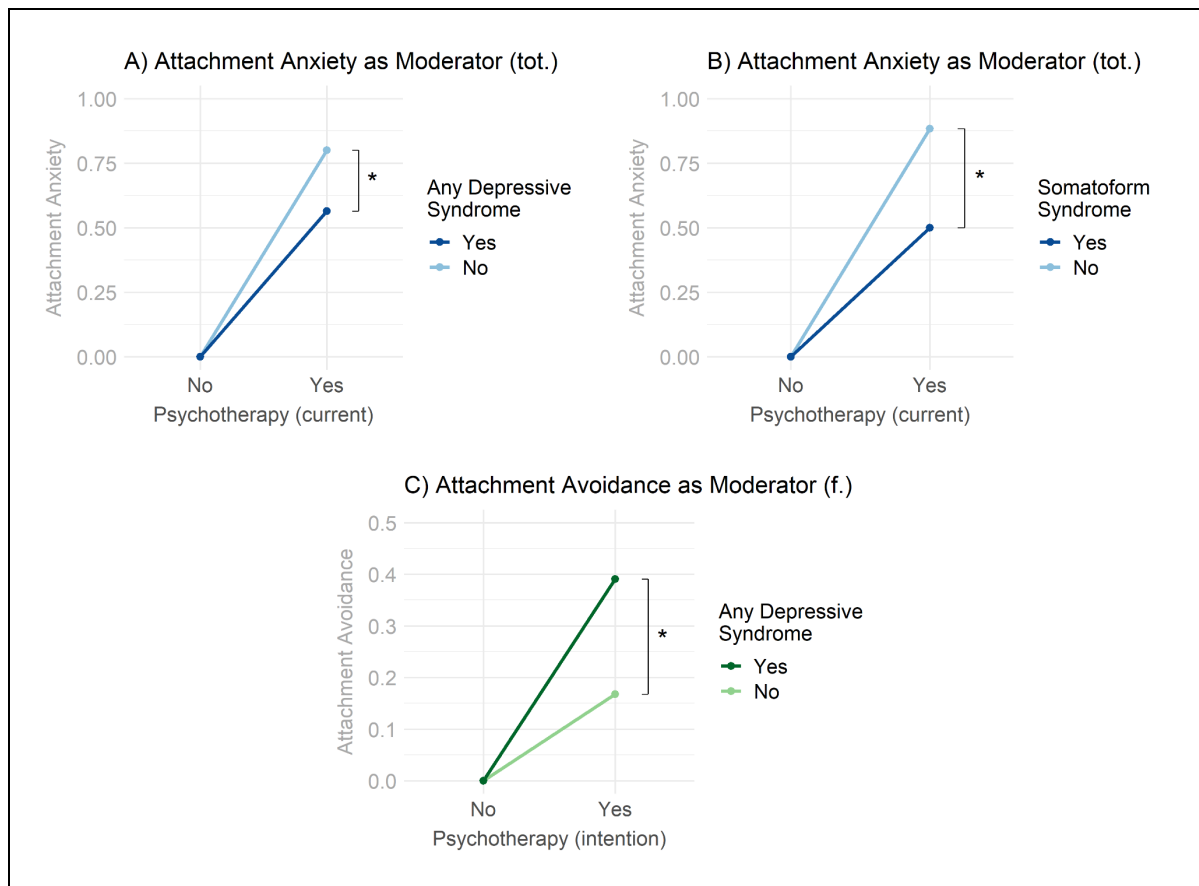 A) Attachment Anxiety as Moderator (tot.)
1.00
0.75
0.50
0.25
0.00
Attachment Anxiety
*
Any Depressive
Syndrome
Yes
No
No
Yes
Psychotherapy (current)
B) Attachment Anxiety as Moderator (tot.)
1.00
0.75
0.50
0.25
0.00
Attachment Anxiety
*
Somatoform
Syndrome
Yes
No
No
Yes
Psychotherapy (current)
C) Attachment Avoidance as Moderator (f.)
0.5
0.4
0.3
0.2
0.1
0.0
Attachment Avoidance
*
Any Depressive
Syndrome
Yes
No
No
Yes
Psychotherapy (intention)